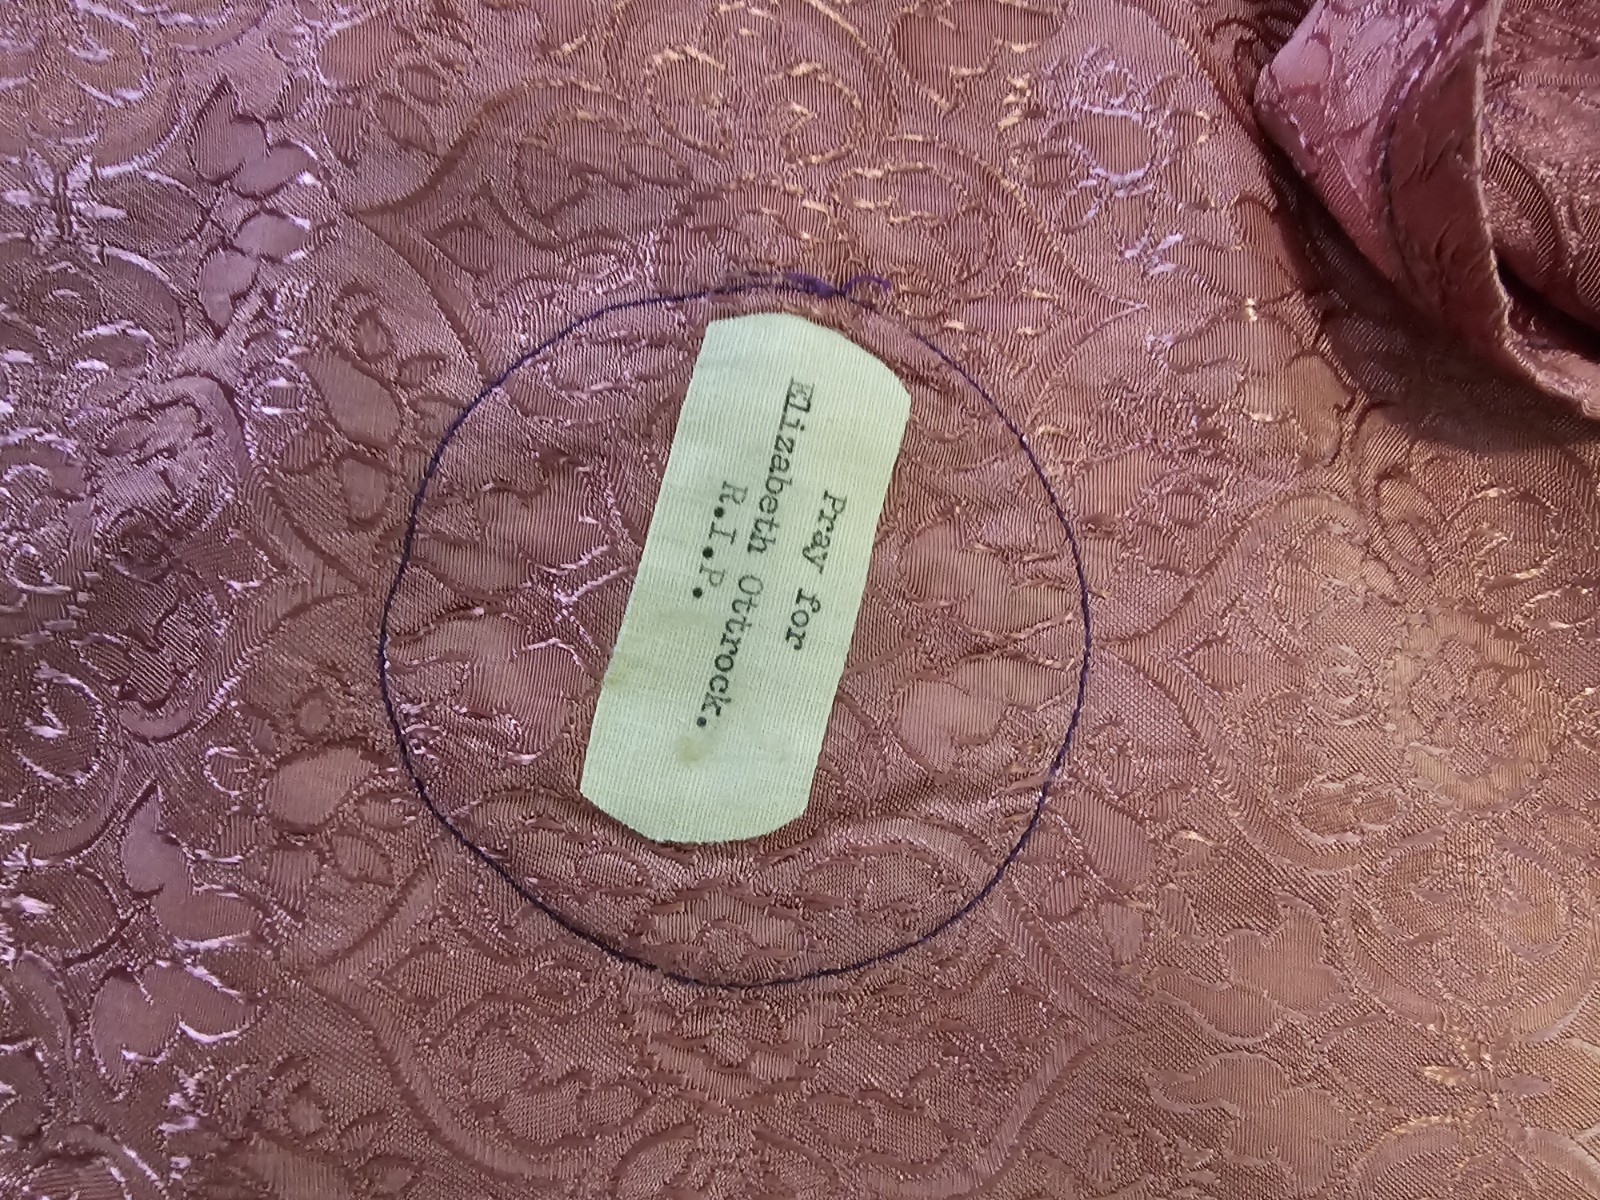 Pray for
Elizabeth Ottrock.
R.I.P.